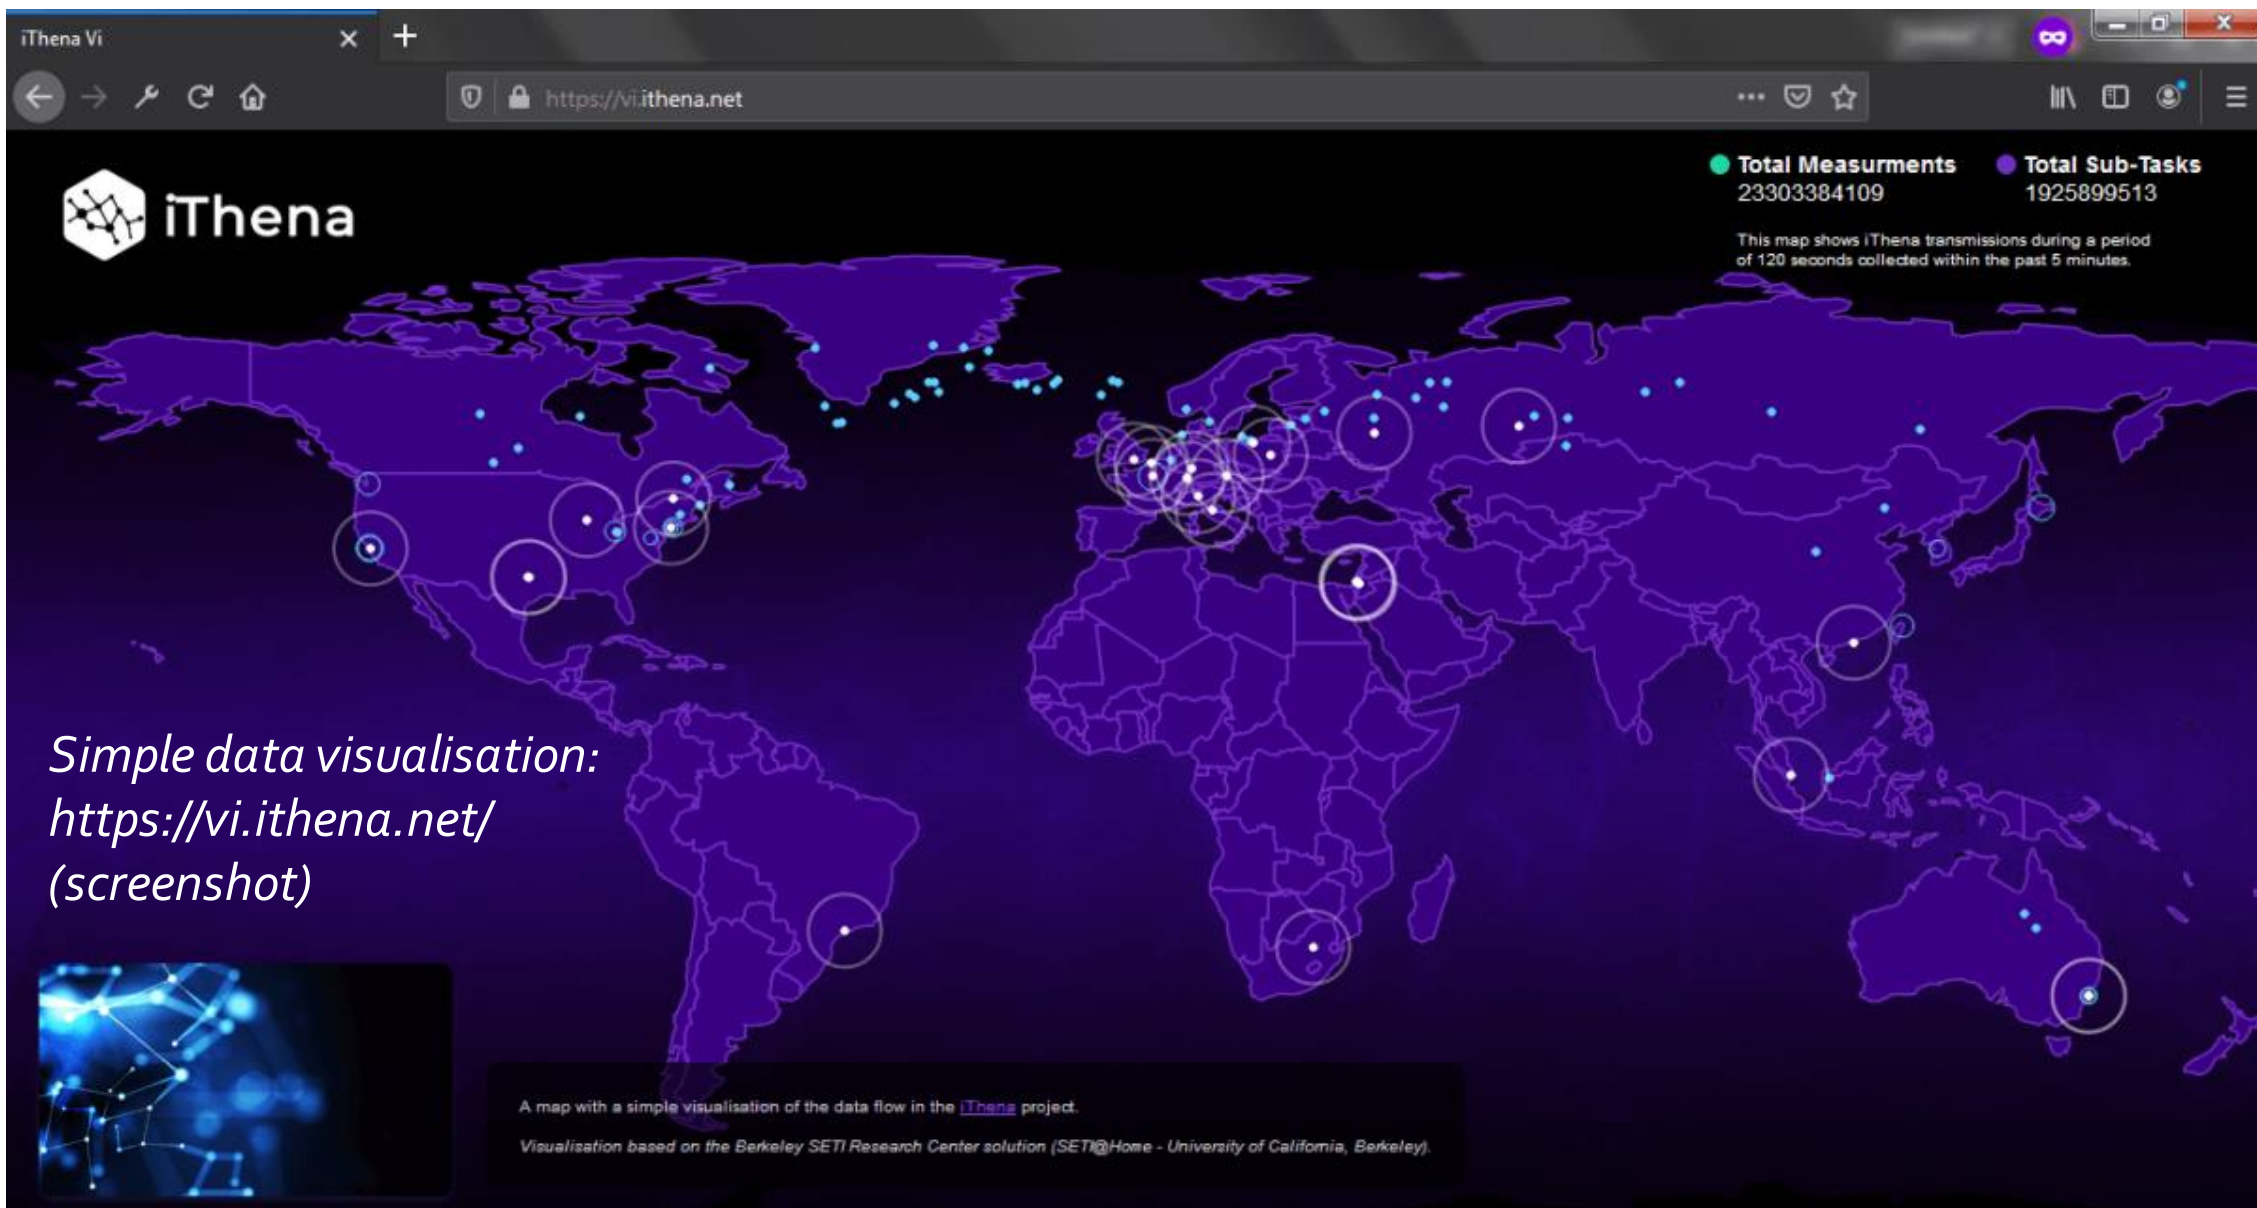 iThena Vi
https://vi.ithena.net
iThena
Total Measurments
23303384109
Total Sub-Tasks
1925899513
This map shows iThena transmissions during a period
of 120 seconds collected within the past 5 minutes.
Simple data visualisation:
https://vi.ithena.net/
(screenshot)
A map with a simple visualisation of the data flow in the iThena project.
Visualisation based on the Berkeley SETI Research Center solution (SETI@Home - University of California, Berkeley).